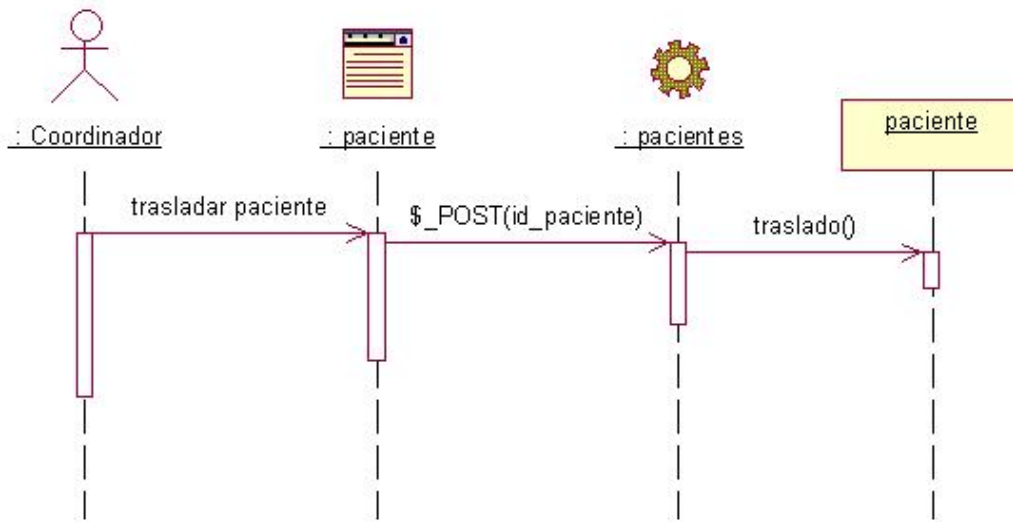 : Coordinador
: paciente
: pacientes
paciente
trasladar paciente
$_POST(id_paciente)
traslado()